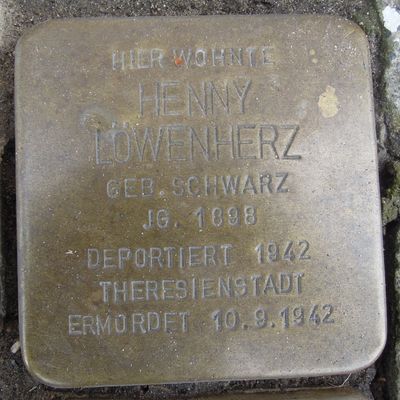 HIER WOHNTE
HENNY
LÖWENHERZ
GEB. SCHWARZ
JG. 1898
DEPORTIERT 1942
THERESIENSTADT
ERMORDET 10.9.1942